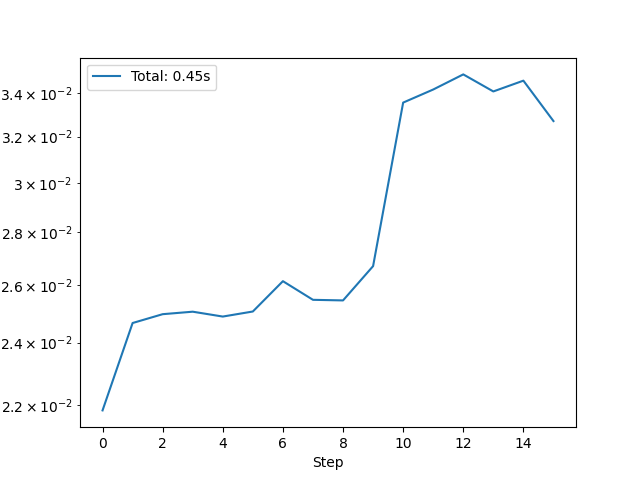 Total: 0.45s
3.4 × 10⁻²
3.2 × 10⁻²
3 × 10⁻²
2.8 × 10⁻²
2.6 × 10⁻²
2.4 × 10⁻²
2.2 × 10⁻²
0 2 4 6 8 10 12 14
Step